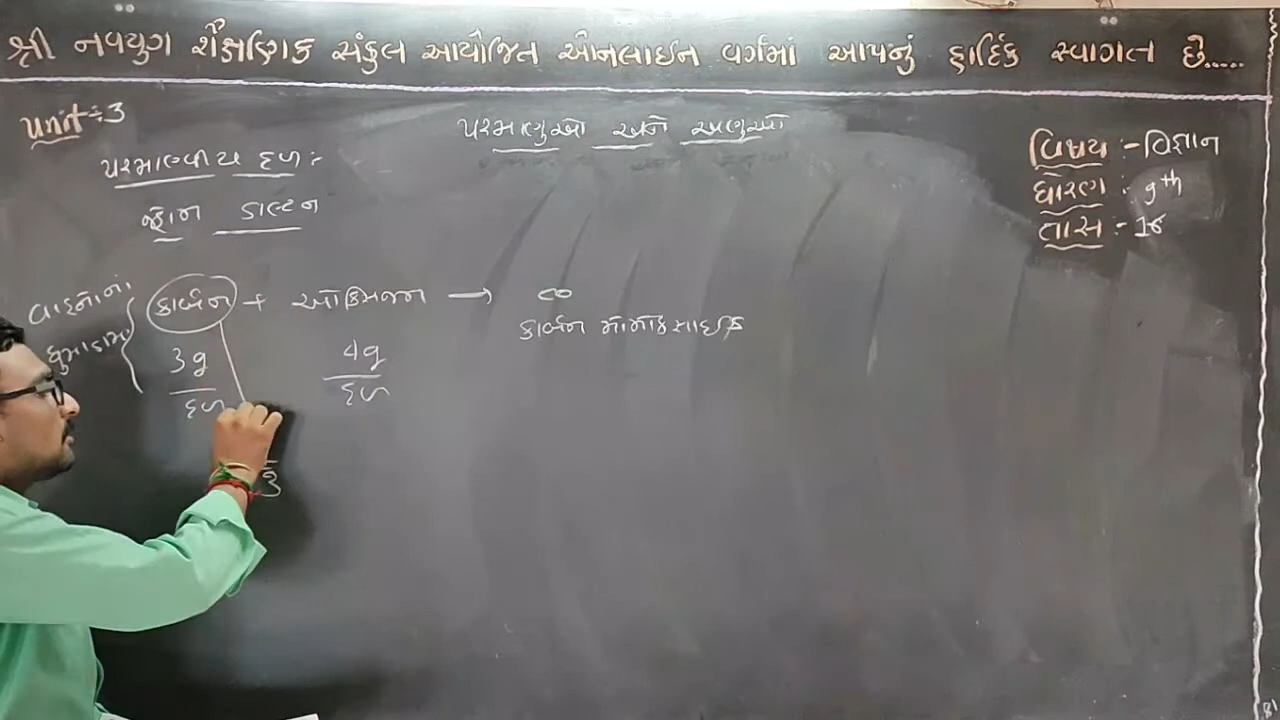 શ્રી નવયુગ શૈક્ષણિક સંકુલ આયોજિત ઓનલાઇન વર્ગમાં આપનું હાર્દિક સ્વાગત છે.....
Unit :- 3
પરમાણુઓ અને અણુઓ
વિષય :- વિજ્ઞાન
ધોરણ : 9th
તાસ :-
પરમાણ્વીય દળ :-
જ્હોન ડાલ્ટન
વાહનોનાં
ધુમાડામાં
કાર્બન + ઓક્સિજન → CO
કાર્બન મોનોક્સાઇડ
3g 4g
દળ દળ
3